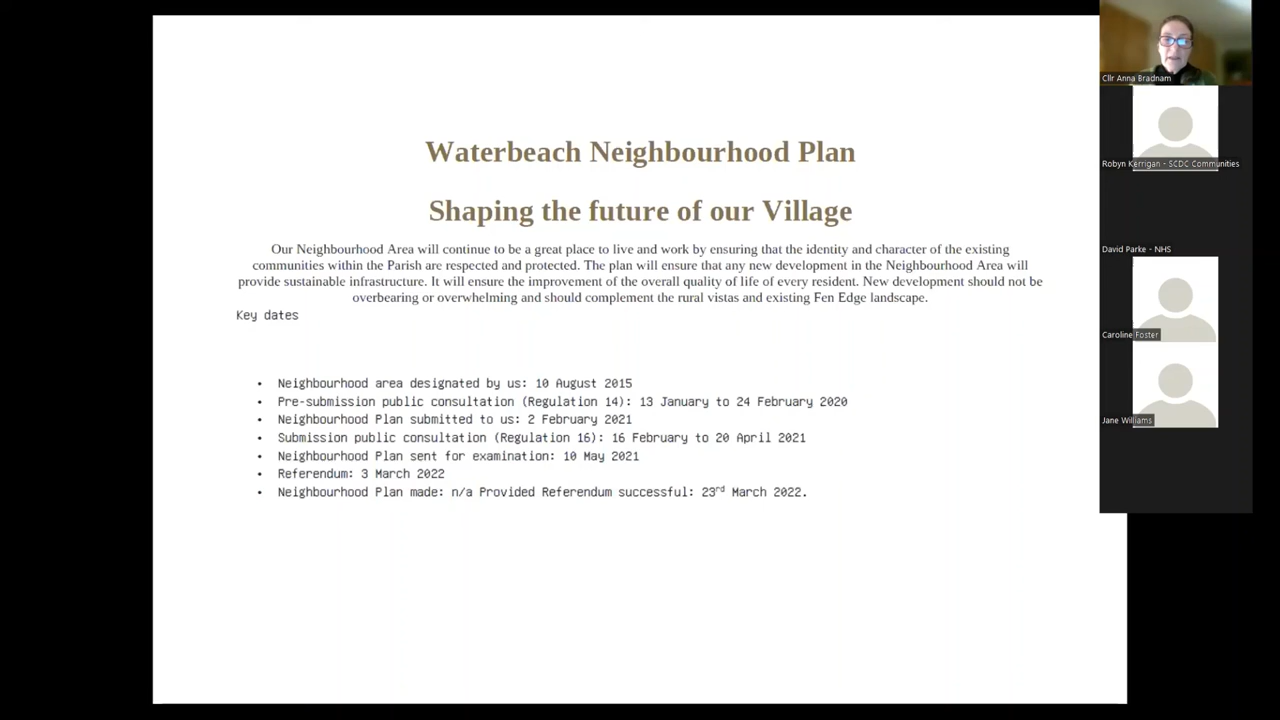 Waterbeach Neighbourhood Plan
Shaping the future of our Village
Our Neighbourhood Area will continue to be a great place to live and work by ensuring that the identity and character of the existing
communities within the Parish are respected and protected. The plan will ensure that any new development in the Neighbourhood Area will
provide sustainable infrastructure. It will ensure the improvement of the overall quality of life of every resident. New development should not be
overbearing or overwhelming and should complement the rural vistas and existing Fen Edge landscape.
Key dates
• Neighbourhood area designated by us: 10 August 2015
• Pre-submission public consultation (Regulation 14): 13 January to 24 February 2020
• Neighbourhood Plan submitted to us: 2 February 2021
• Submission public consultation (Regulation 16): 16 February to 20 April 2021
• Neighbourhood Plan sent for examination: 10 May 2021
• Referendum: 3 March 2022
• Neighbourhood Plan made: n/a Provided Referendum successful: 23rd March 2022.
Cllr Anna Bradnam
Robyn Kerrigan - SCDC Communities
David Parke - NHS
Caroline Foster
Jane Williams